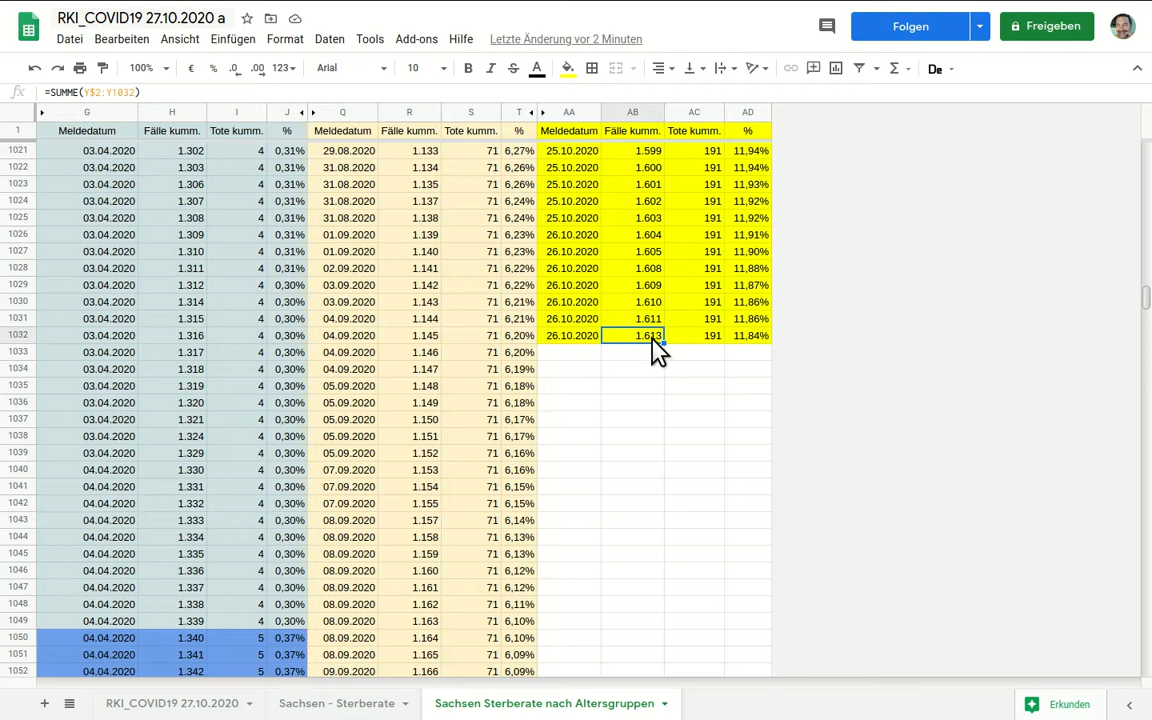 RKI_COVID19 27.10.2020 a
Datei Bearbeiten Ansicht Einfügen Format Daten Tools Add-ons Hilfe Letzte Änderung vor 2 Minuten
Folgen
Freigeben
100% € % .0 .00 123 Arial 10 B I S A Σ De
fx =SUMME(Y$2:Y1032)
G H I J Q R S T AA AB AC AD
1 Meldedatum Fälle kumm. Tote kumm. % Meldedatum Fälle kumm. Tote kumm. % Meldedatum Fälle kumm. Tote kumm. %
1021 03.04.2020 1.302 4 0,31% 29.08.2020 1.133 71 6,27% 25.10.2020 1.599 191 11,94%
1022 03.04.2020 1.303 4 0,31% 31.08.2020 1.134 71 6,26% 25.10.2020 1.600 191 11,94%
1023 03.04.2020 1.306 4 0,31% 31.08.2020 1.135 71 6,26% 25.10.2020 1.601 191 11,93%
1024 03.04.2020 1.307 4 0,31% 31.08.2020 1.137 71 6,24% 25.10.2020 1.602 191 11,92%
1025 03.04.2020 1.308 4 0,31% 31.08.2020 1.138 71 6,24% 25.10.2020 1.603 191 11,92%
1026 03.04.2020 1.309 4 0,31% 01.09.2020 1.139 71 6,23% 26.10.2020 1.604 191 11,91%
1027 03.04.2020 1.310 4 0,31% 01.09.2020 1.140 71 6,23% 26.10.2020 1.605 191 11,90%
1028 03.04.2020 1.311 4 0,31% 02.09.2020 1.141 71 6,22% 26.10.2020 1.608 191 11,88%
1029 03.04.2020 1.312 4 0,30% 03.09.2020 1.142 71 6,22% 26.10.2020 1.609 191 11,87%
1030 03.04.2020 1.314 4 0,30% 03.09.2020 1.143 71 6,21% 26.10.2020 1.610 191 11,86%
1031 03.04.2020 1.315 4 0,30% 04.09.2020 1.144 71 6,21% 26.10.2020 1.611 191 11,86%
1032 03.04.2020 1.316 4 0,30% 04.09.2020 1.145 71 6,20% 26.10.2020 1.613 191 11,84%
1033 03.04.2020 1.317 4 0,30% 04.09.2020 1.146 71 6,20%
1034 03.04.2020 1.318 4 0,30% 04.09.2020 1.147 71 6,19%
1035 03.04.2020 1.319 4 0,30% 05.09.2020 1.148 71 6,18%
1036 03.04.2020 1.320 4 0,30% 05.09.2020 1.149 71 6,18%
1037 03.04.2020 1.321 4 0,30% 05.09.2020 1.150 71 6,17%
1038 03.04.2020 1.324 4 0,30% 05.09.2020 1.151 71 6,17%
1039 03.04.2020 1.329 4 0,30% 05.09.2020 1.152 71 6,16%
1040 04.04.2020 1.330 4 0,30% 07.09.2020 1.153 71 6,16%
1041 04.04.2020 1.331 4 0,30% 07.09.2020 1.154 71 6,15%
1042 04.04.2020 1.332 4 0,30% 07.09.2020 1.155 71 6,15%
1043 04.04.2020 1.333 4 0,30% 08.09.2020 1.157 71 6,14%
1044 04.04.2020 1.334 4 0,30% 08.09.2020 1.158 71 6,13%
1045 04.04.2020 1.335 4 0,30% 08.09.2020 1.159 71 6,13%
1046 04.04.2020 1.336 4 0,30% 08.09.2020 1.160 71 6,12%
1047 04.04.2020 1.337 4 0,30% 08.09.2020 1.161 71 6,12%
1048 04.04.2020 1.338 4 0,30% 08.09.2020 1.162 71 6,11%
1049 04.04.2020 1.339 4 0,30% 08.09.2020 1.163 71 6,10%
1050 04.04.2020 1.340 5 0,37% 08.09.2020 1.164 71 6,10%
1051 04.04.2020 1.341 5 0,37% 08.09.2020 1.165 71 6,09%
1052 04.04.2020 1.342 5 0,37% 09.09.2020 1.166 71 6,09%
RKI_COVID19 27.10.2020 Sachsen - Sterberate Sachsen Sterberate nach Altersgruppen Erkunden